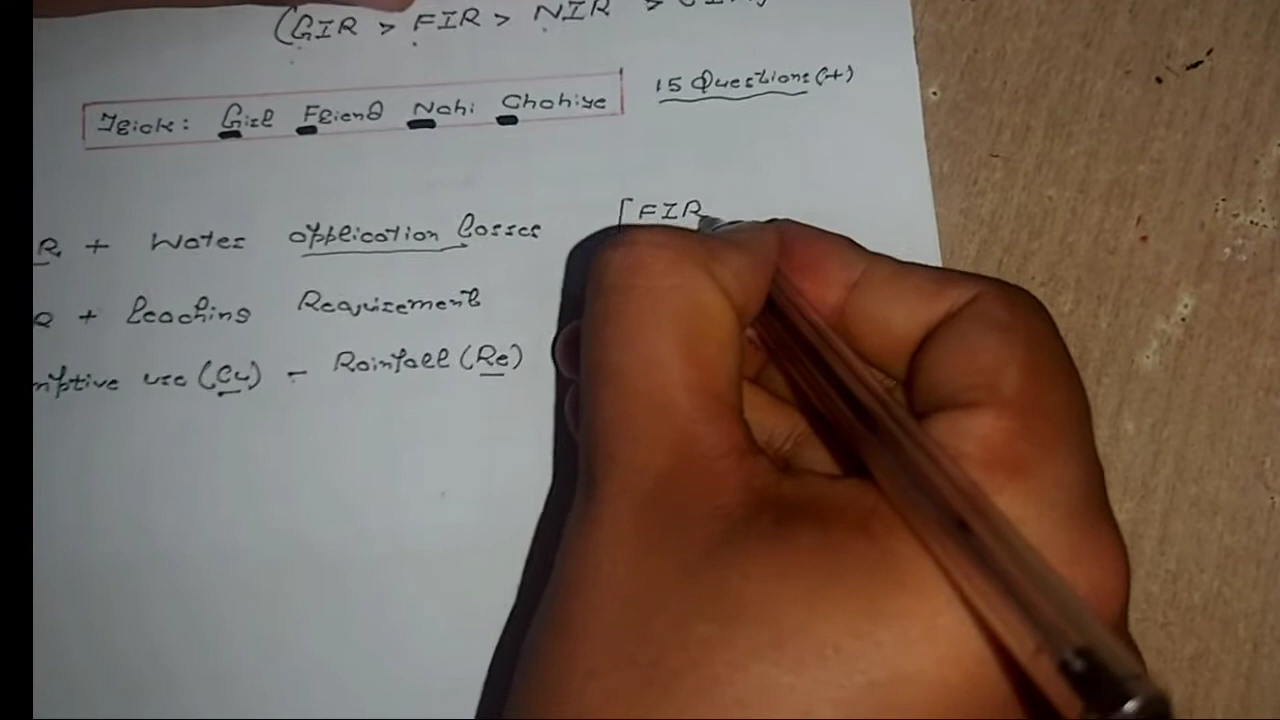 (GIR > FIR > NIR >
15 Questions(+)
Trick: Girl Friend Nahi Chahiye
[FIR
R + Water application losses
R + leaching Requirement
mptive use (Cu) - Rainfall (Re)